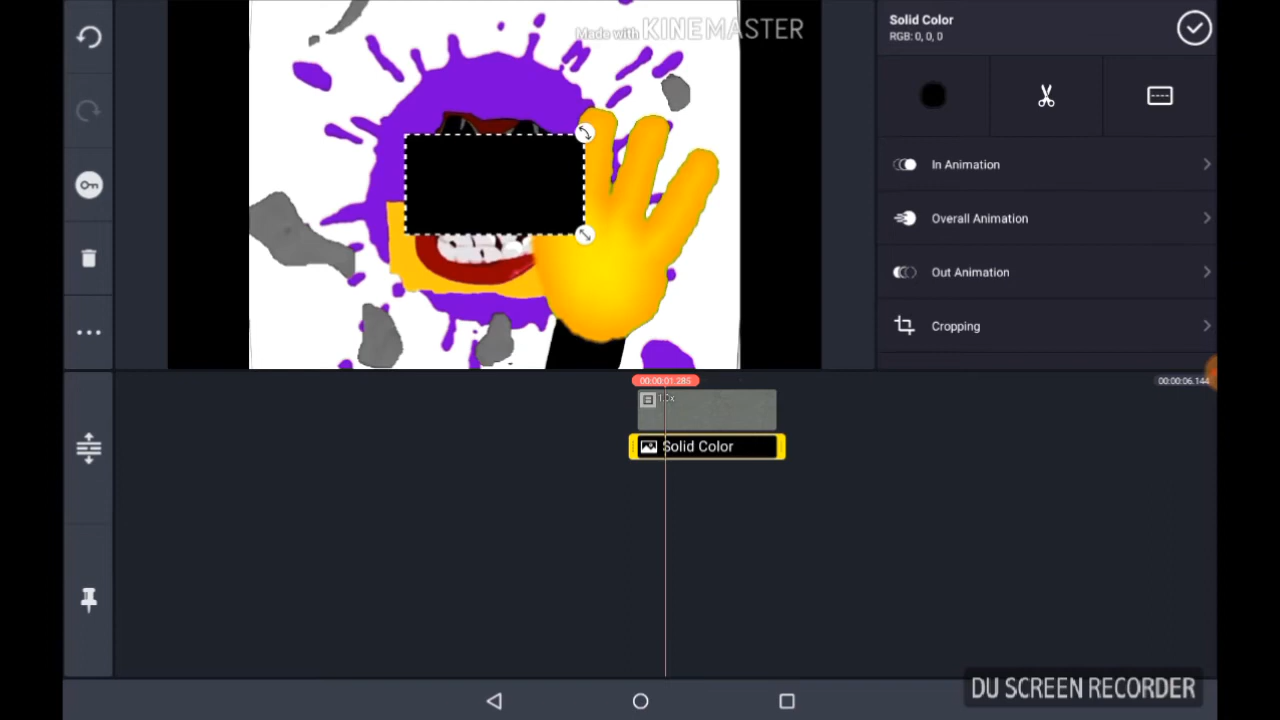 Solid Color
RGB: 0, 0, 0
Made with KINEMASTER
In Animation
Overall Animation
Out Animation
Cropping
00:00:01.285
00:00:06.144
1.0x
Solid Color
DU SCREEN RECORDER